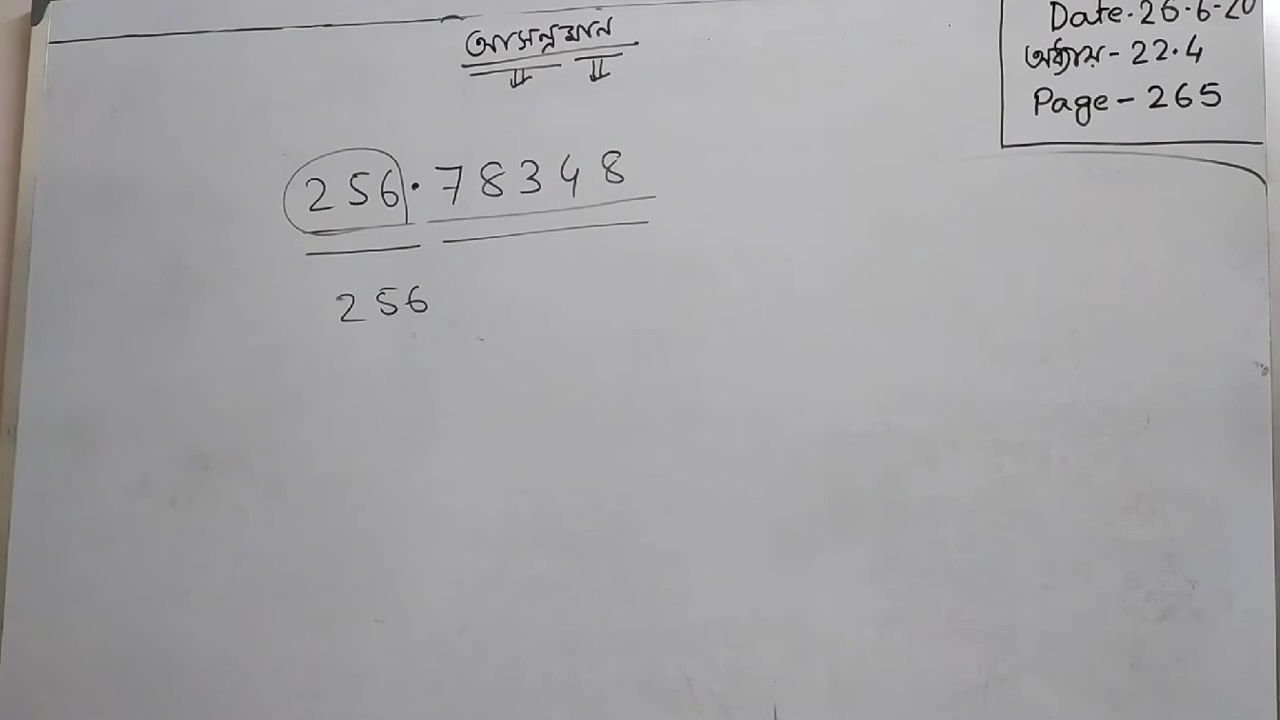 আসন্নমান
Date. 26.6-20
অধ্যায় - 22.4
Page - 265
256.78348
256